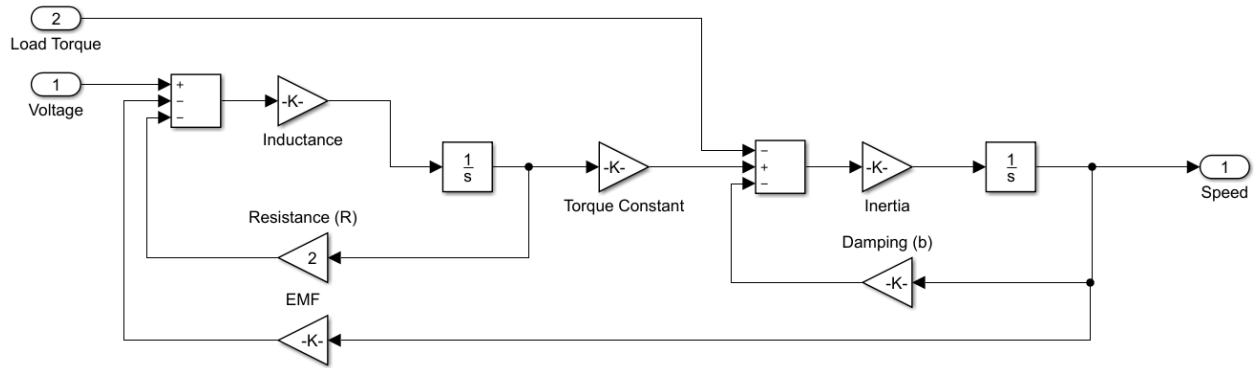 2
Load Torque
1
Voltage
+
−
−
-K-
Inductance
1
s
-K-
Torque Constant
−
+
−
-K-
Inertia
1
s
1
Speed
Resistance (R)
2
Damping (b)
-K-
EMF
-K-